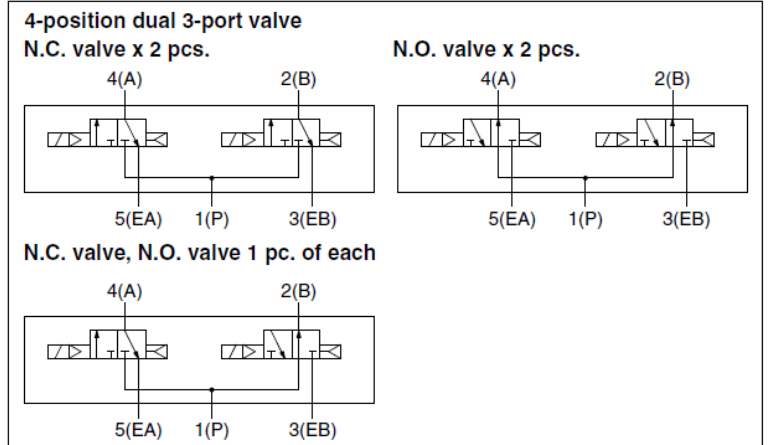 4-position dual 3-port valve
N.C. valve x 2 pcs.
4(A) 2(B)
5(EA) 1(P) 3(EB)
N.O. valve x 2 pcs.
4(A) 2(B)
5(EA) 1(P) 3(EB)
N.C. valve, N.O. valve 1 pc. of each
4(A) 2(B)
5(EA) 1(P) 3(EB)